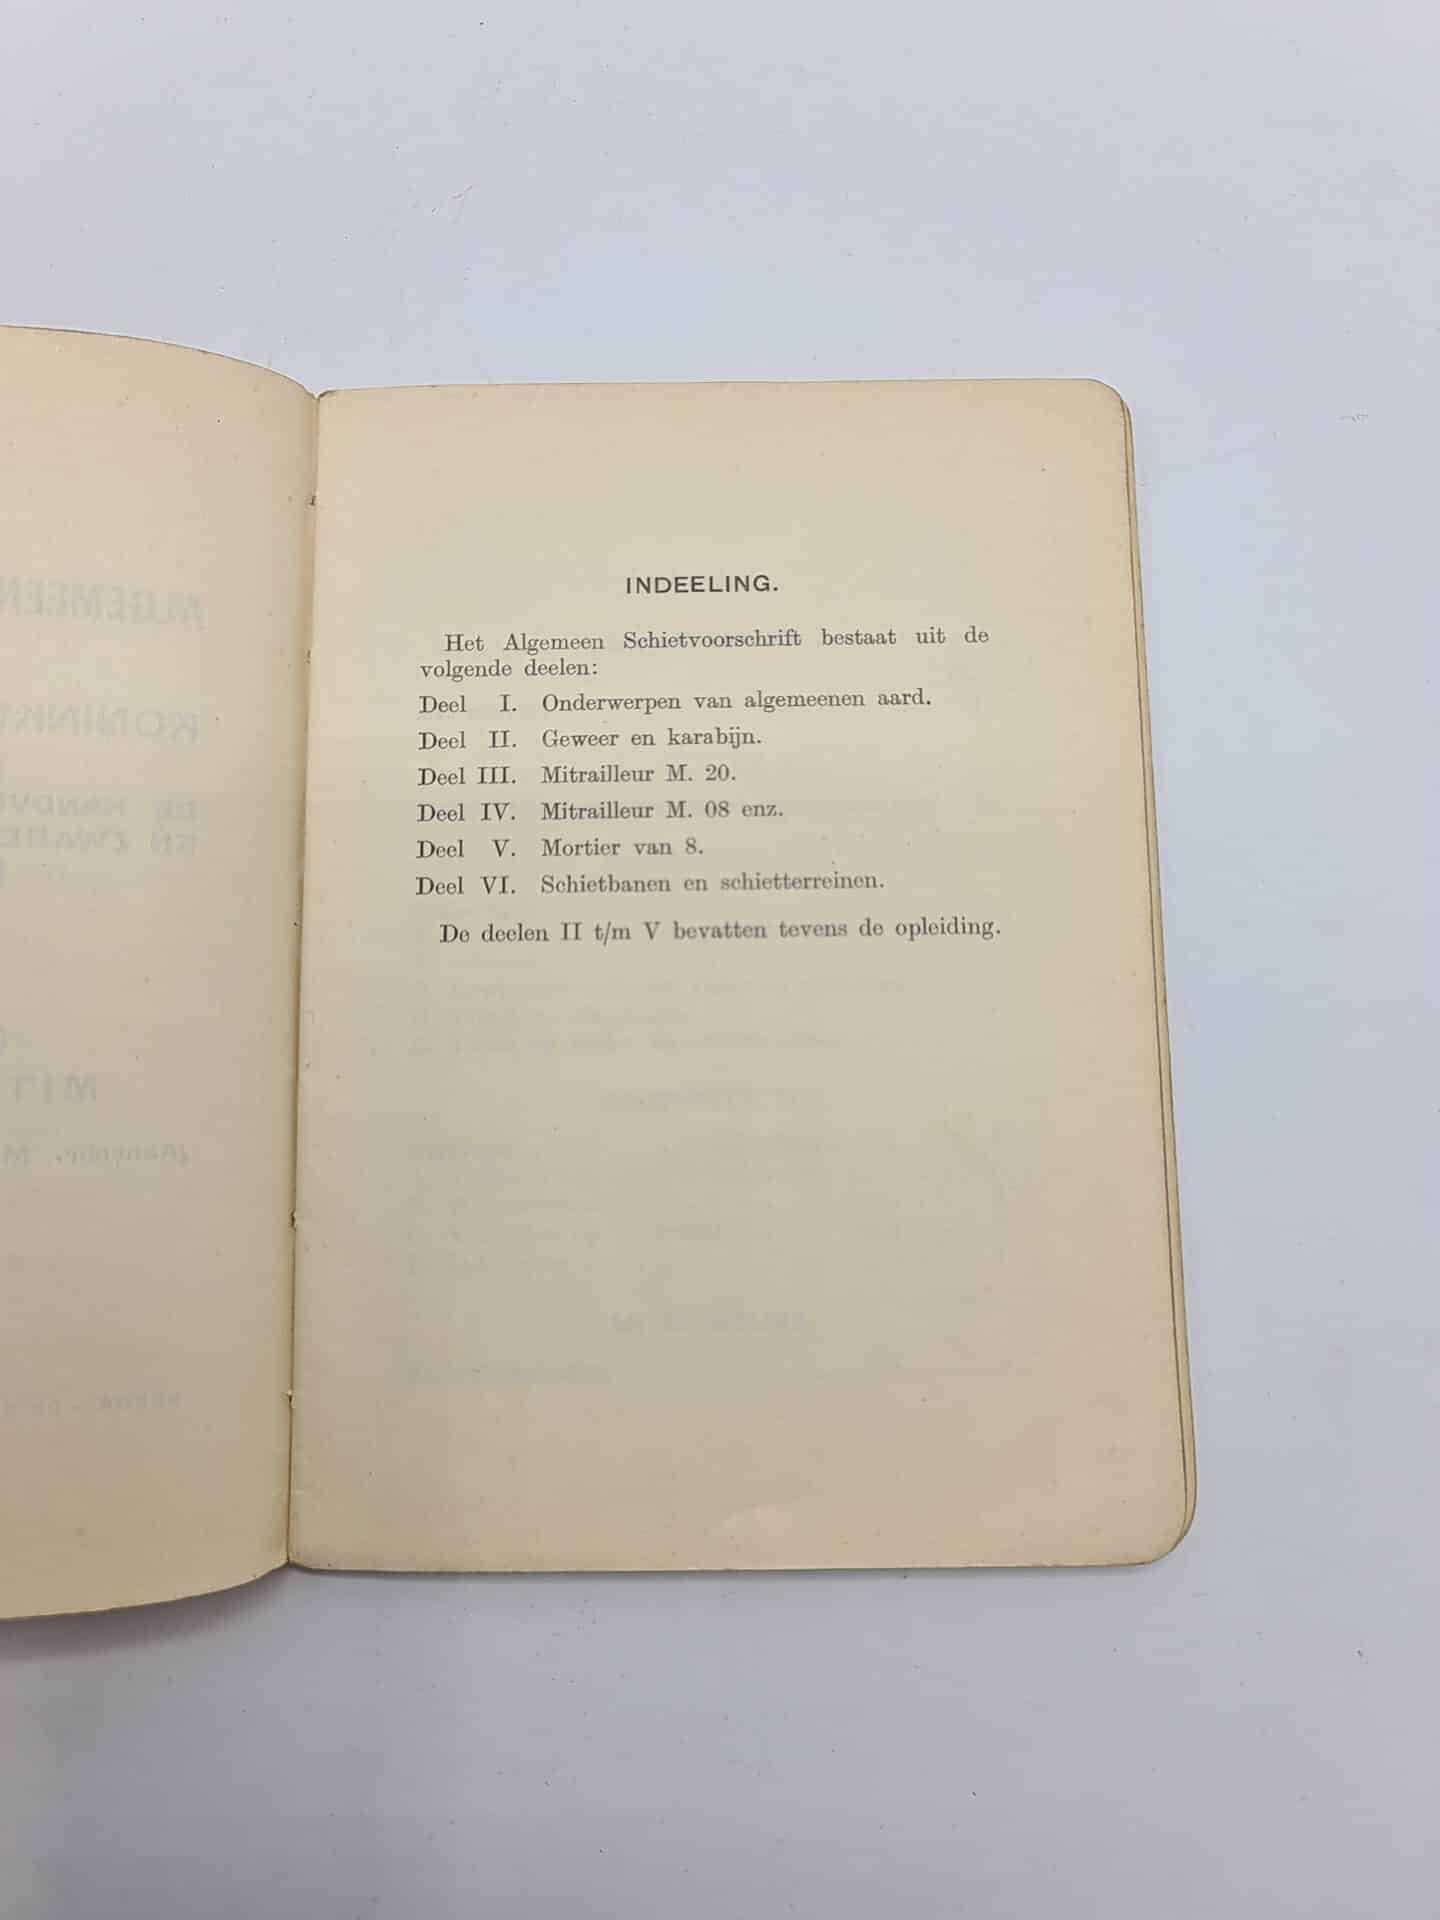 INDEELING.
Het Algemeen Schietvoorschrift bestaat uit de
volgende deelen:
Deel I. Onderwerpen van algemeenen aard.
Deel II. Geweer en karabijn.
Deel III. Mitrailleur M. 20.
Deel IV. Mitrailleur M. 08 enz.
Deel V. Mortier van 8.
Deel VI. Schietbanen en schietterreinen.
De deelen II t/m V bevatten tevens de opleiding.